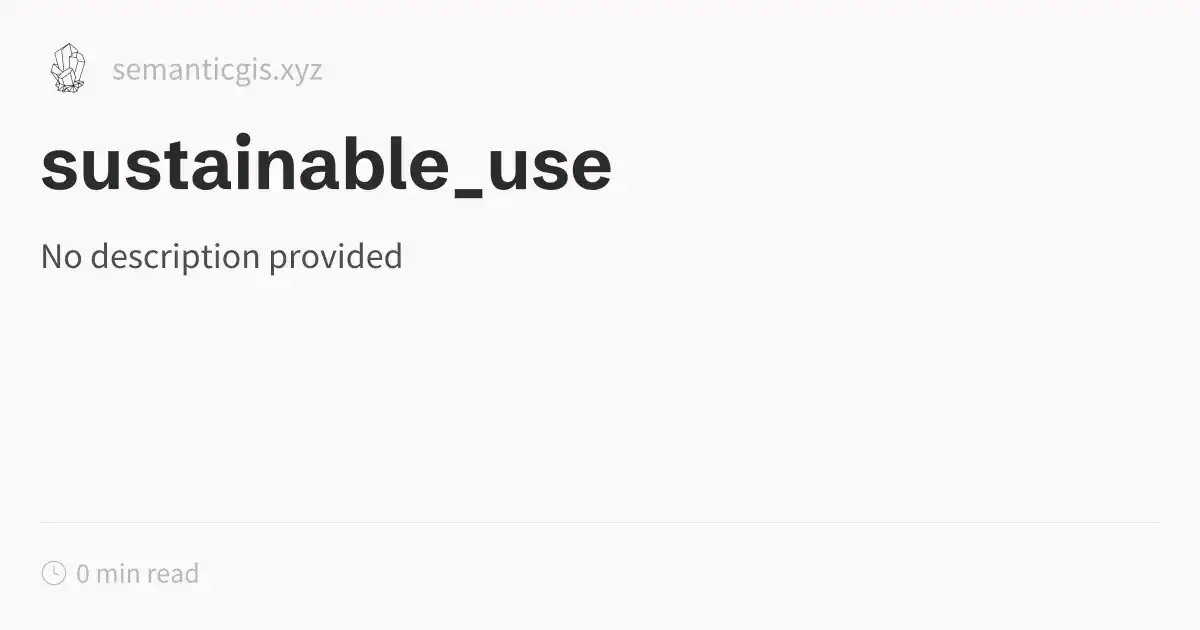 semanticgis.xyz
sustainable_use
No description provided
0 min read